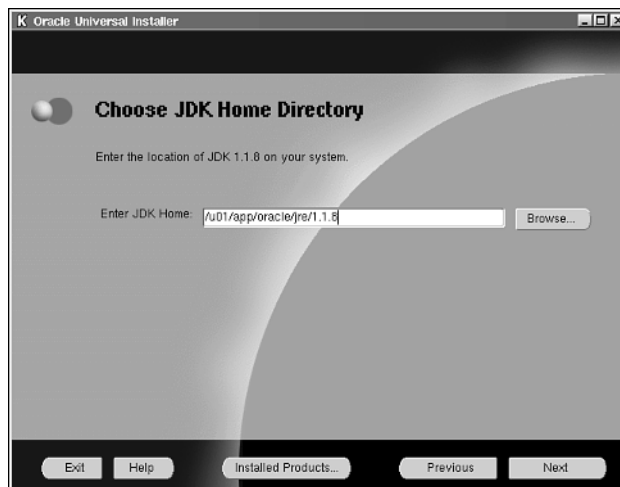 K Oracle Universal Installer
Choose JDK Home Directory
Enter the location of JDK 1.1.8 on your system.
Enter JDK Home: /u01/app/oracle/jre/1.1.8 Browse...
Exit Help Installed Products... Previous Next